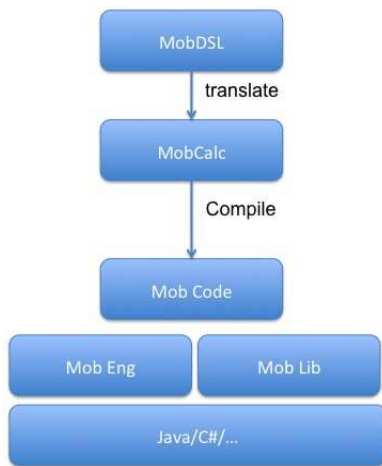 MobDSL
translate
MobCalc
Compile
Mob Code
Mob Eng
Mob Lib
Java/C#/...